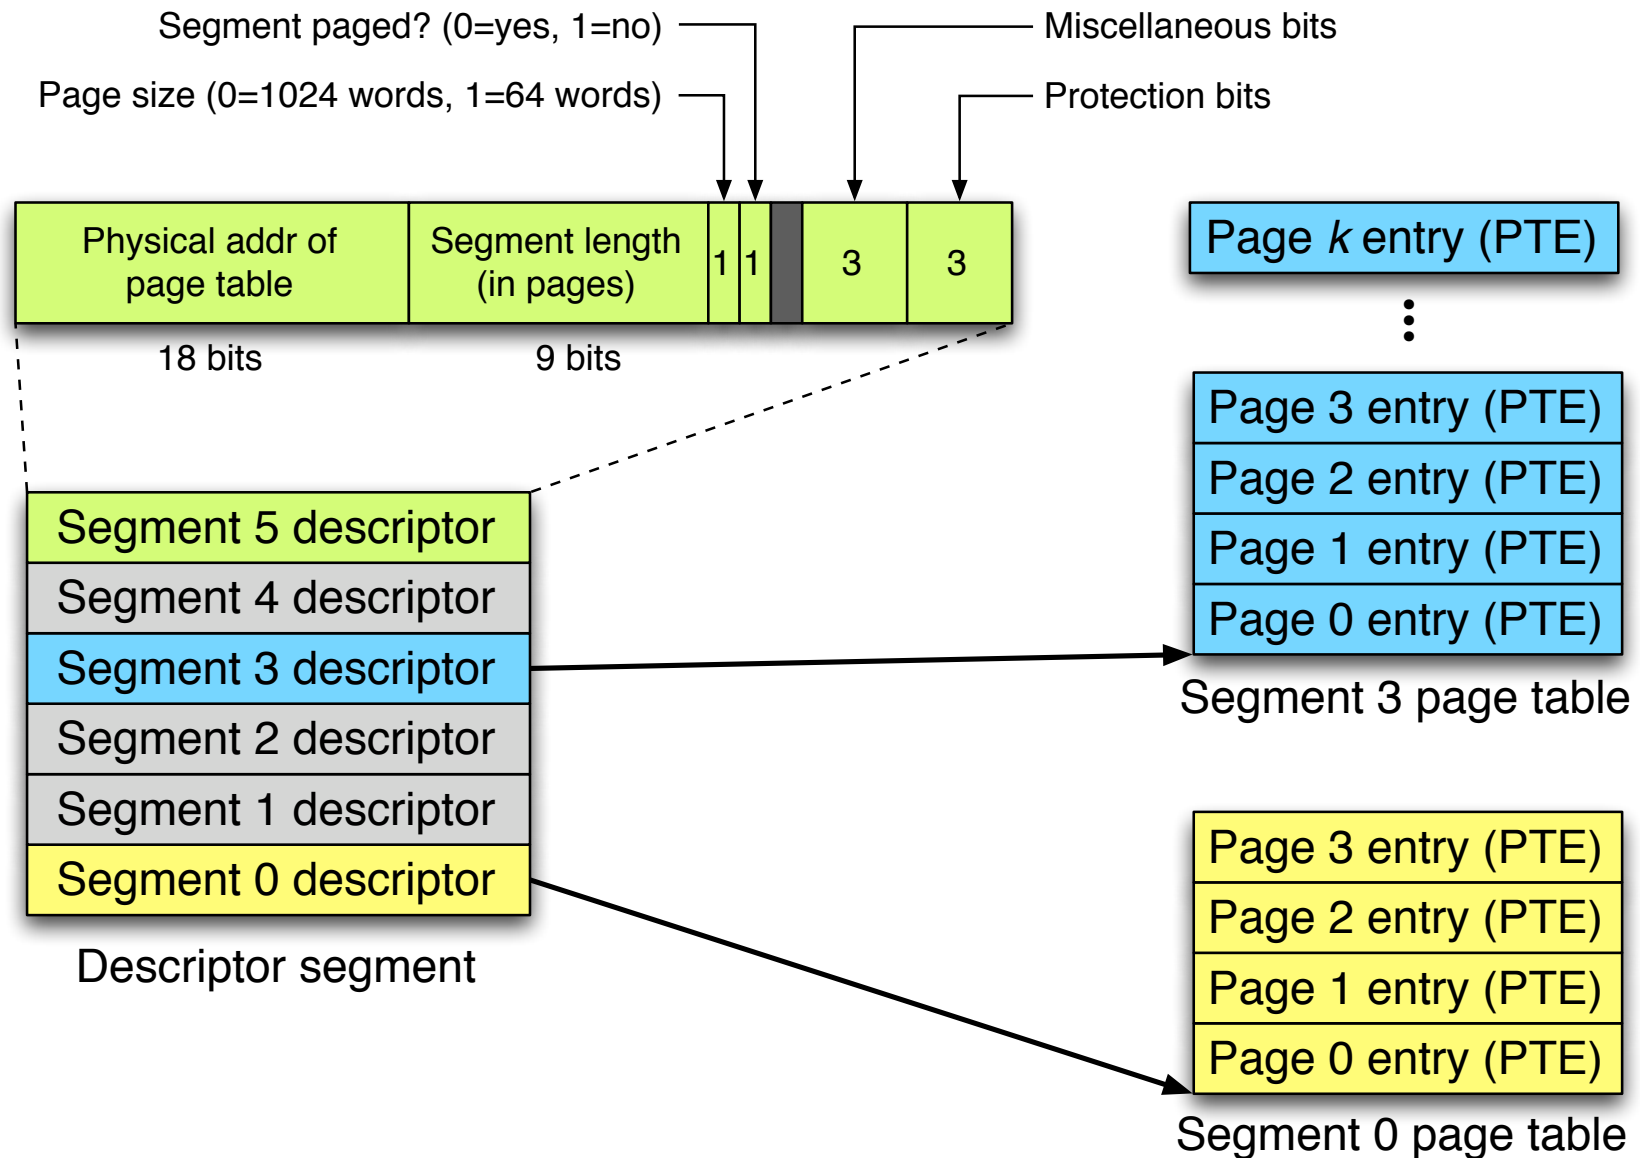 Segment paged? (0=yes, 1=no)
Miscellaneous bits
Page size (0=1024 words, 1=64 words)
Protection bits
Physical addr of
page table
Segment length
(in pages)
1
1
3
3
18 bits
9 bits
Segment 5 descriptor
Segment 4 descriptor
Segment 3 descriptor
Segment 2 descriptor
Segment 1 descriptor
Segment 0 descriptor
Descriptor segment
Page k entry (PTE)
Page 3 entry (PTE)
Page 2 entry (PTE)
Page 1 entry (PTE)
Page 0 entry (PTE)
Segment 3 page table
Page 3 entry (PTE)
Page 2 entry (PTE)
Page 1 entry (PTE)
Page 0 entry (PTE)
Segment 0 page table